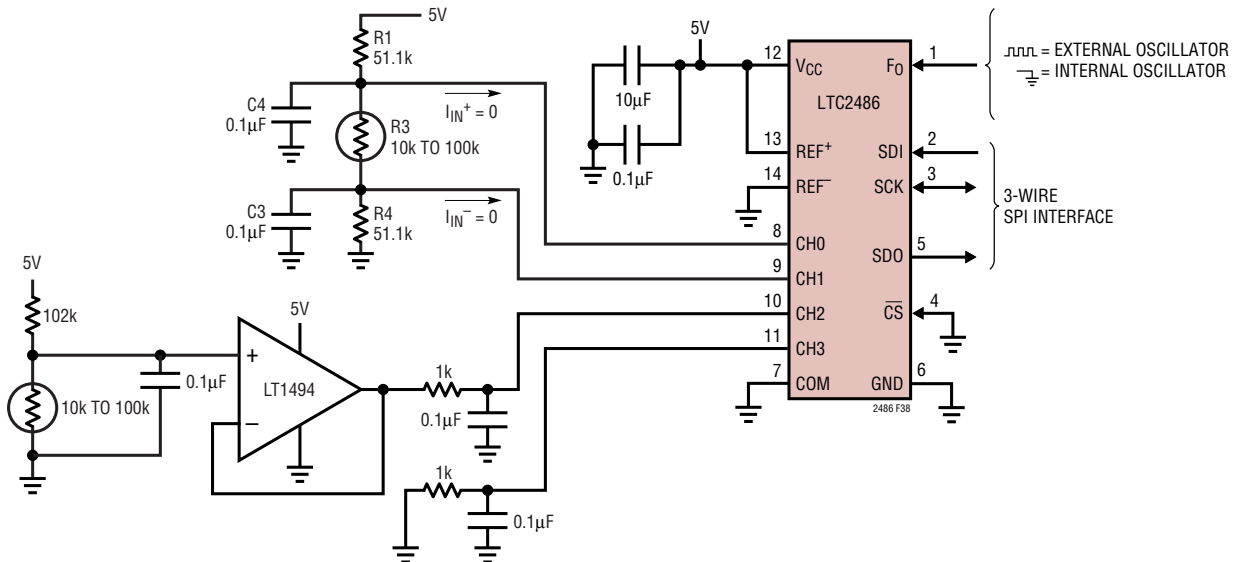 5V
R1
51.1k
C4
0.1µF
IIN+ = 0
R3
10k TO 100k
C3
0.1µF
R4
51.1k
IIN– = 0
5V
102k
10k TO 100k
0.1µF
5V
+
LT1494
–
1k
0.1µF
1k
0.1µF
5V
10µF
0.1µF
12
VCC
13
REF+
14
REF–
8
CH0
9
CH1
10
CH2
11
CH3
7
COM
LTC2486
FO
1
SDI
2
SCK
3
SDO
5
CS
4
GND
6
2486 F38
= EXTERNAL OSCILLATOR
= INTERNAL OSCILLATOR
3-WIRE
SPI INTERFACE